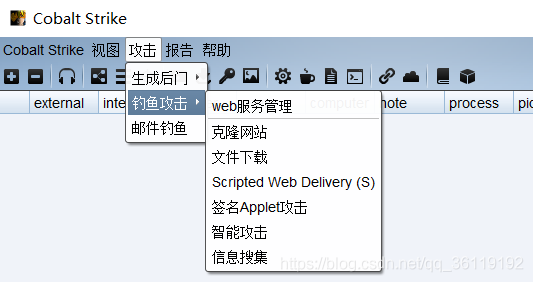 Cobalt Strike
Cobalt Strike 视图 攻击 报告 帮助
生成后门
钓鱼攻击
邮件钓鱼
external inte computer note process pid
web服务管理
克隆网站
文件下载
Scripted Web Delivery (S)
签名Applet攻击
智能攻击
信息搜集
https://blog.csdn.net/qq_36119192